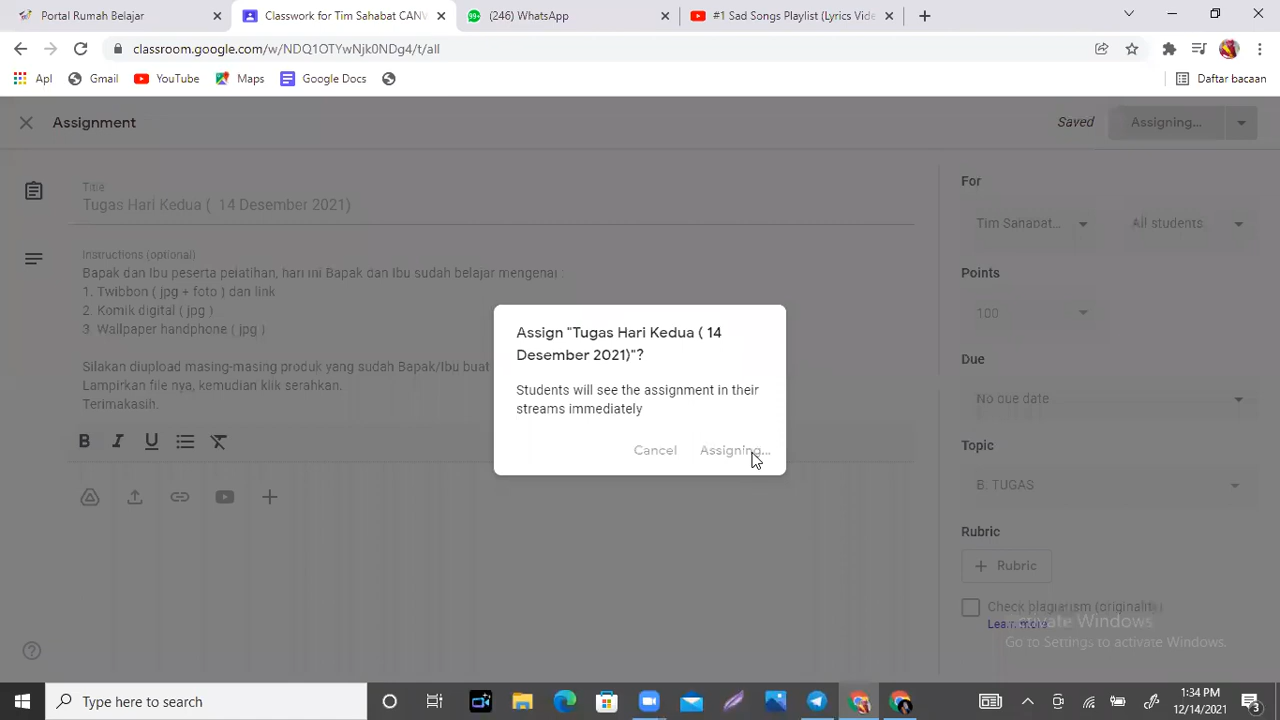 Portal Rumah Belajar
Classwork for Tim Sahabat CANV
99+ (246) WhatsApp
#1 Sad Songs Playlist (Lyrics Vide
classroom.google.com/w/NDQ1OTYwNjk0NDg4/t/all
Apl Gmail YouTube Maps Google Docs Daftar bacaan
Assignment
Saved Assigning...
Title
Tugas Hari Kedua ( 14 Desember 2021)
Instructions (optional)
Bapak dan Ibu peserta pelatihan, hari ini Bapak dan Ibu sudah belajar mengenai :
1. Twibbon ( jpg + foto ) dan link
2. Komik digital ( jpg )
3. Wallpaper handphone ( jpg )
Silakan diupload masing-masing produk yang sudah Bapak/Ibu buat
Lampirkan file nya, kemudian klik serahkan.
Terimakasih.
B I U
For
Tim Sahabat... All students
Points
100
Due
No due date
Topic
B. TUGAS
Rubric
Rubric
Check plagiarism (originality)
Learn more
Assign "Tugas Hari Kedua ( 14
Desember 2021)"?
Students will see the assignment in their
streams immediately
Cancel Assigning...
Activate Windows
Go to Settings to activate Windows.
Type here to search
1:34 PM
12/14/2021
3